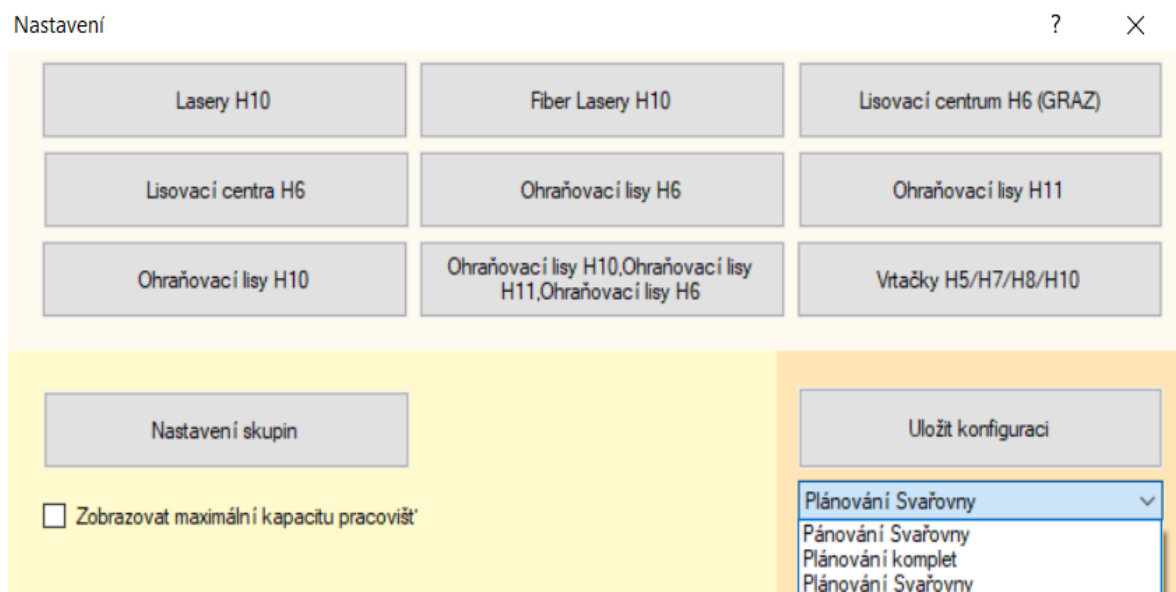 Nastavení ?
Lasery H10
Fiber Lasery H10
Lisovací centrum H6 (GRAZ)
Lisovací centra H6
Ohraňovací lisy H6
Ohraňovací lisy H11
Ohraňovací lisy H10
Ohraňovací lisy H10,Ohraňovací lisy
H11,Ohraňovací lisy H6
Vrtačky H5/H7/H8/H10
Nastavení skupin
Uložit konfiguraci
Zobrazovat maximální kapacitu pracovišť
Plánování Svařovny
Pánování Svařovny
Plánování komplet
Plánování Svařovny